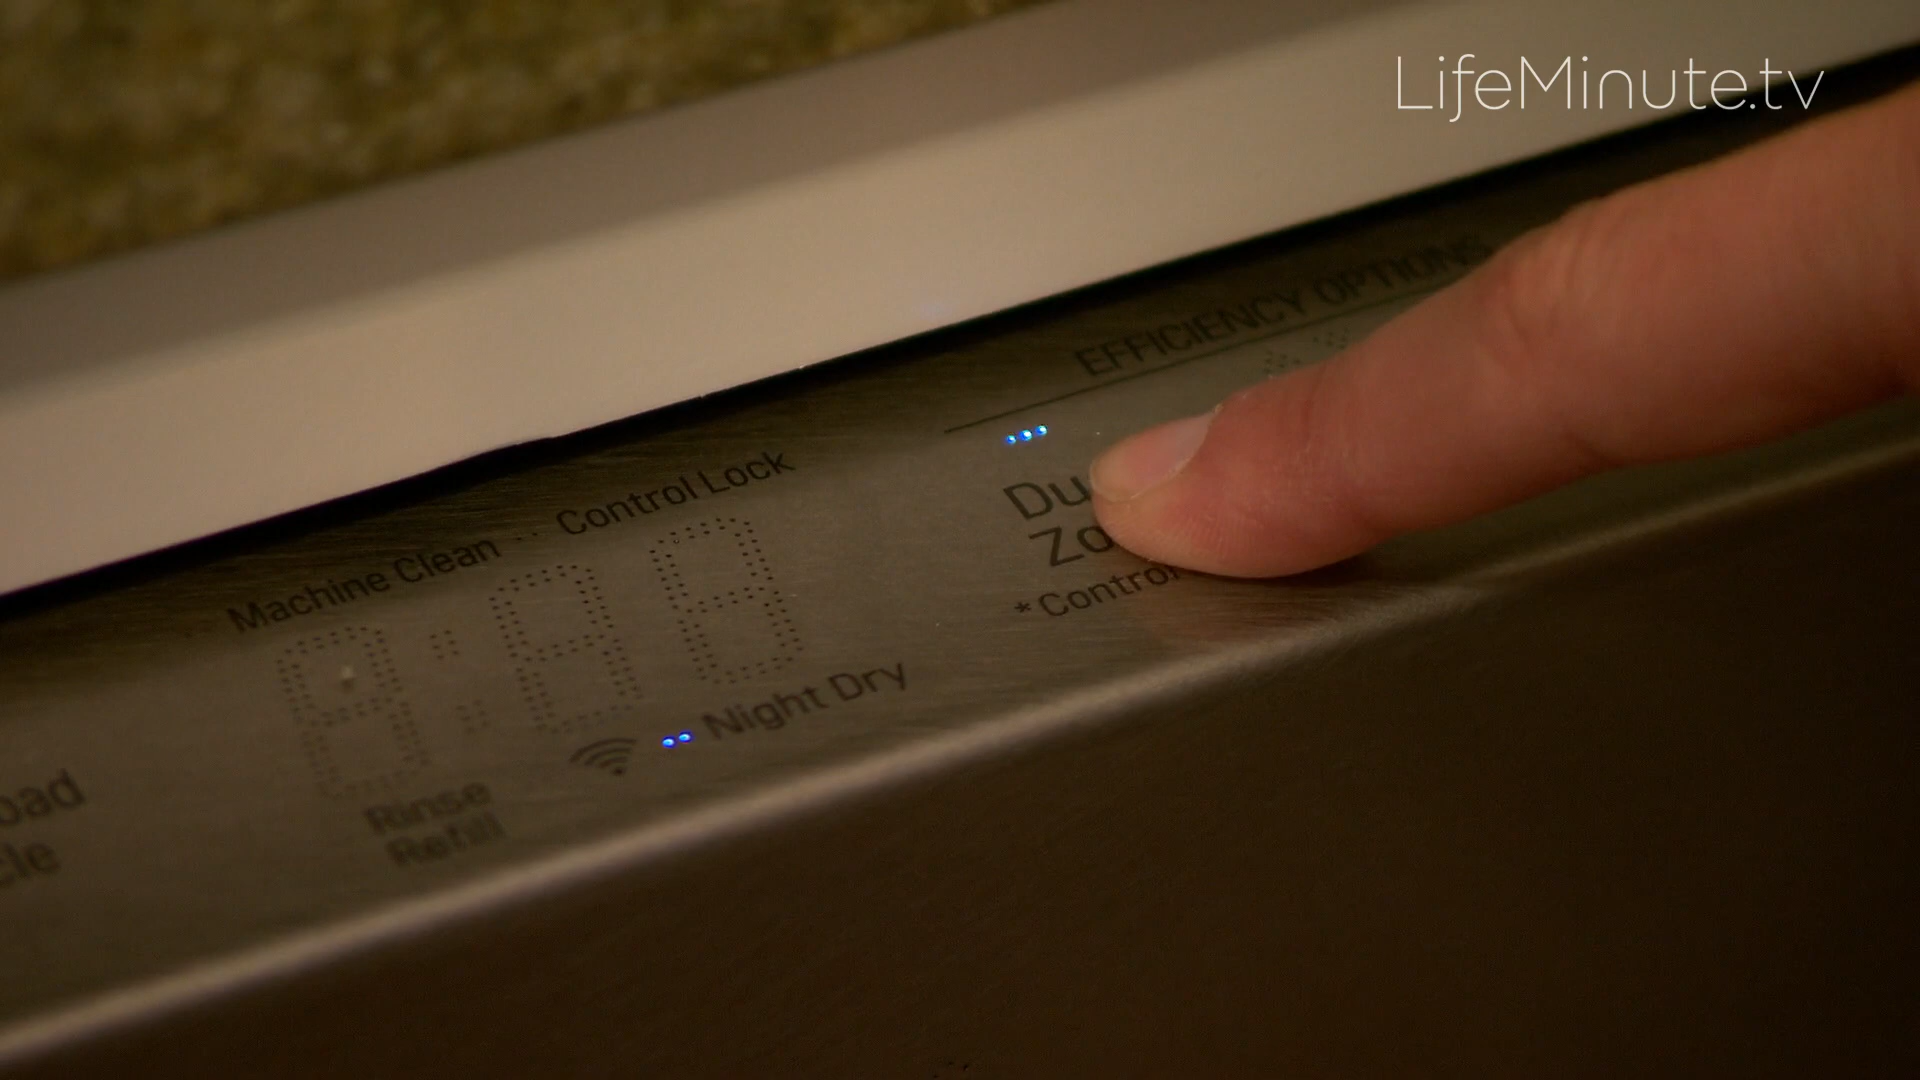 LifeMinute.tv
EFFICIENCY OPTIONS
Machine Clean
Control Lock
Du
Zo
*Control
Night Dry
Rinse
Refill
oad
cle